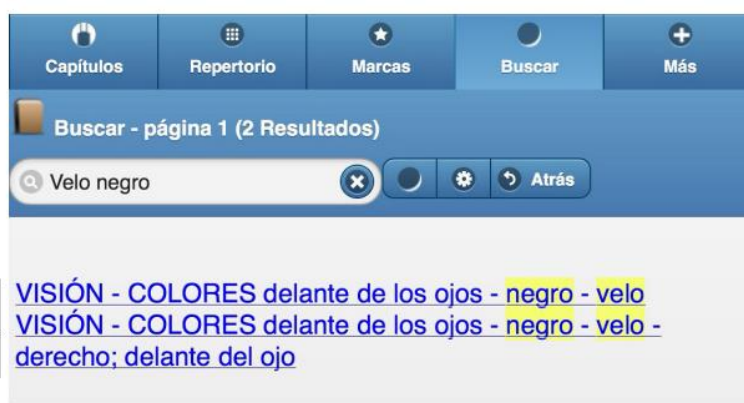 Capítulos Repertorio Marcas Buscar Más
Buscar - página 1 (2 Resultados)
Velo negro Atrás
VISIÓN - COLORES delante de los ojos - negro - velo
VISIÓN - COLORES delante de los ojos - negro - velo -
derecho; delante del ojo